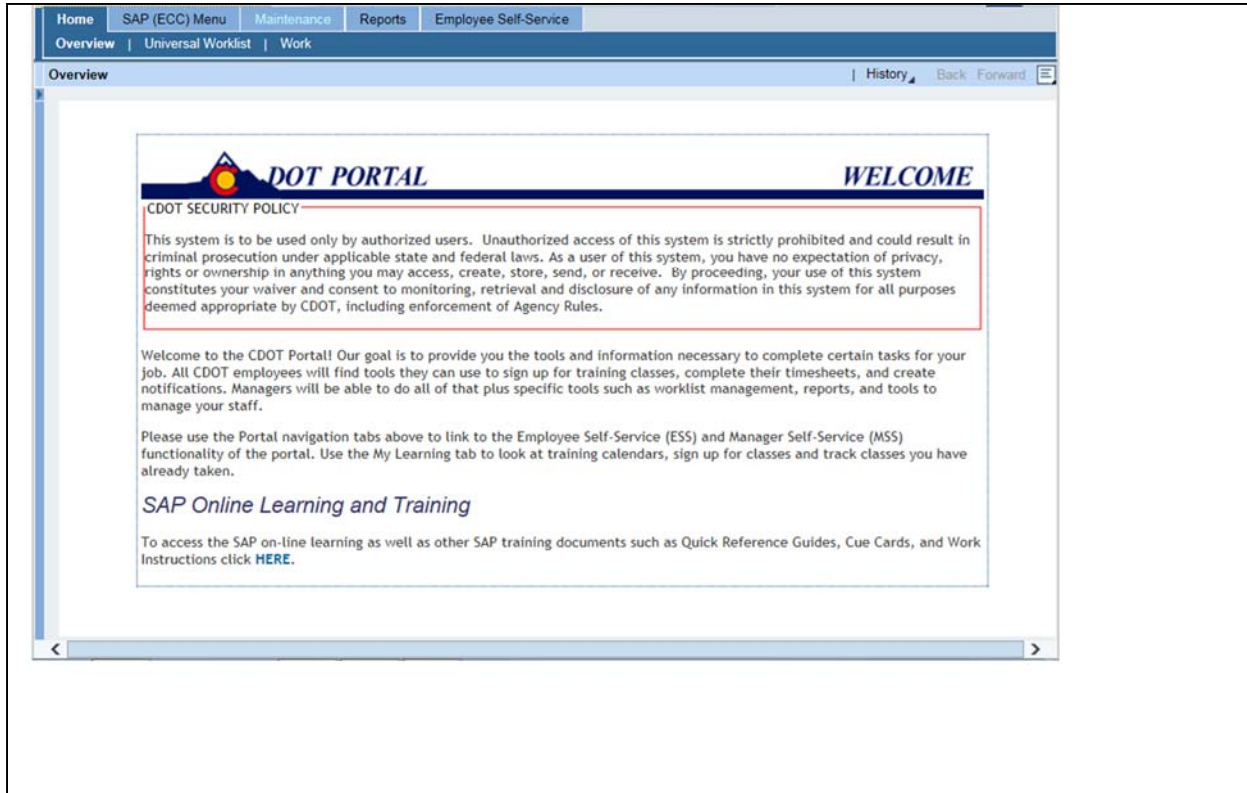 Home SAP (ECC) Menu Maintenance Reports Employee Self-Service
Overview | Universal Worklist | Work
Overview | History Back Forward
DOT PORTAL WELCOME
CDOT SECURITY POLICY
This system is to be used only by authorized users. Unauthorized access of this system is strictly prohibited and could result in
criminal prosecution under applicable state and federal laws. As a user of this system, you have no expectation of privacy,
rights or ownership in anything you may access, create, store, send, or receive. By proceeding, your use of this system
constitutes your waiver and consent to monitoring, retrieval and disclosure of any information in this system for all purposes
deemed appropriate by CDOT, including enforcement of Agency Rules.
Welcome to the CDOT Portal! Our goal is to provide you the tools and information necessary to complete certain tasks for your
job. All CDOT employees will find tools they can use to sign up for training classes, complete their timesheets, and create
notifications. Managers will be able to do all of that plus specific tools such as worklist management, reports, and tools to
manage your staff.
Please use the Portal navigation tabs above to link to the Employee Self-Service (ESS) and Manager Self-Service (MSS)
functionality of the portal. Use the My Learning tab to look at training calendars, sign up for classes and track classes you have
already taken.
SAP Online Learning and Training
To access the SAP on-line learning as well as other SAP training documents such as Quick Reference Guides, Cue Cards, and Work
Instructions click HERE.